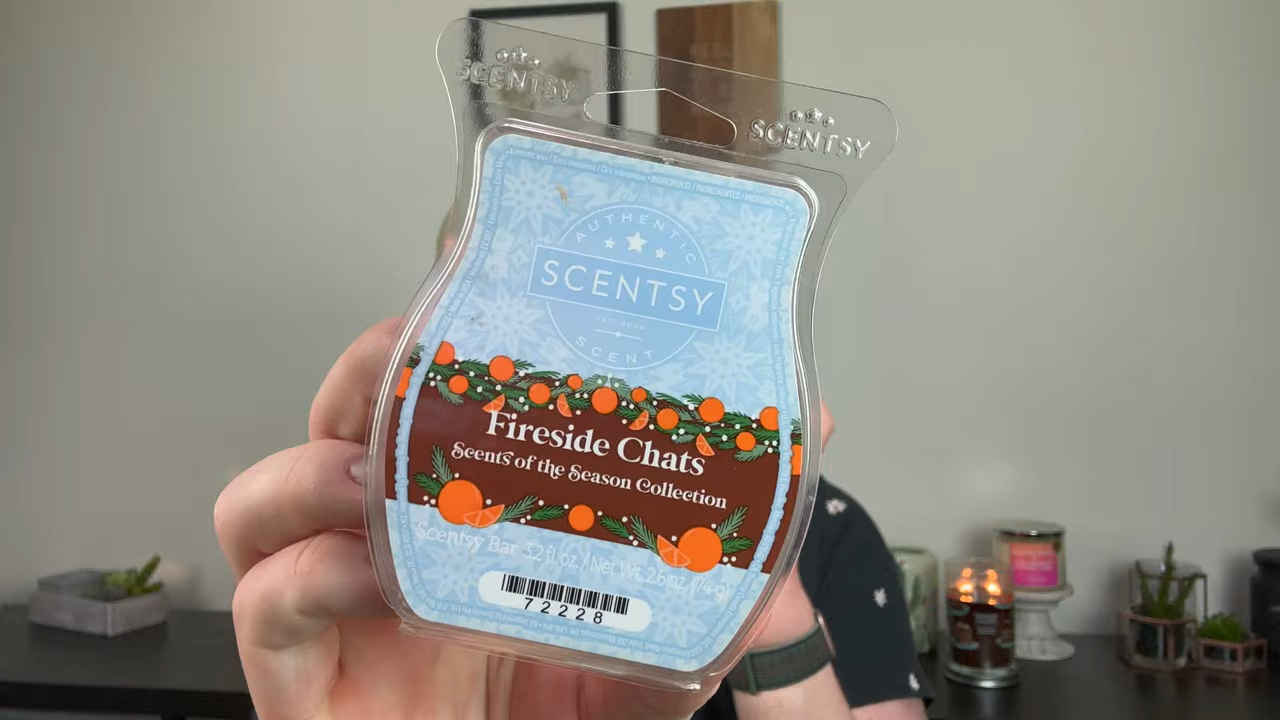 SCENTSY
SCENTSY
AUTHENTIC
SCENTSY
SCENT
Fireside Chats
Scents of the Season Collection
Scentsy Bar 3.2 fl. oz. / Net Wt. 2.6 oz. (74g)
72228